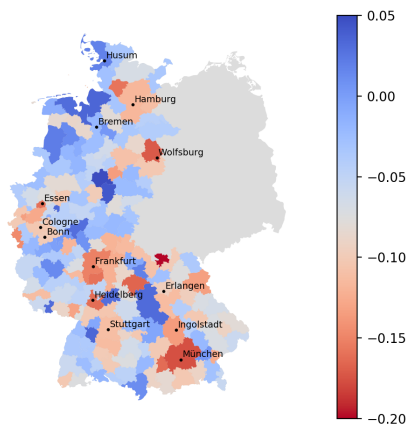 Husum
Hamburg
Bremen
Wolfsburg
Essen
Cologne
Bonn
Frankfurt
Erlangen
Heidelberg
Stuttgart
Ingolstadt
München
0.05
0.00
−0.05
−0.10
−0.15
−0.20